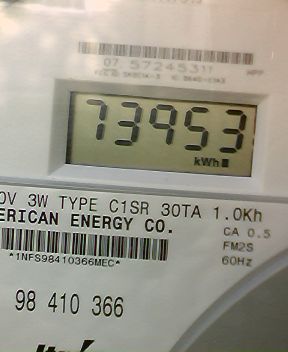 07 57245317
73953
kWh
0V 3W TYPE C1SR 30TA 1.0Kh
ERICAN ENERGY CO.
CA 0.5
FM2S
60Hz
*1NFS98410366MEC*
98 410 366